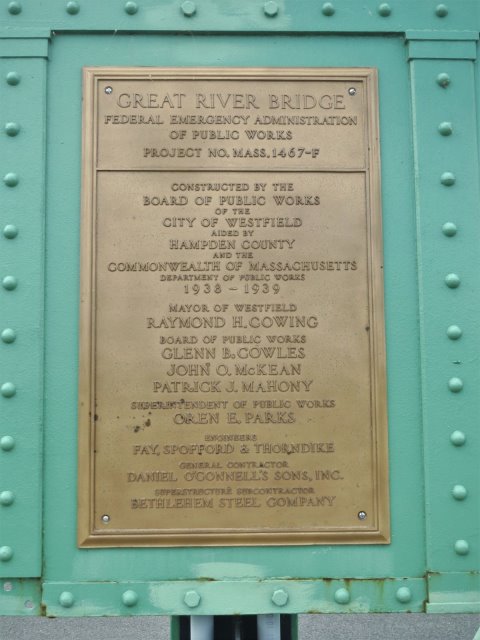 GREAT RIVER BRIDGE
FEDERAL EMERGENCY ADMINISTRATION
OF PUBLIC WORKS
PROJECT NO. MASS. 1467-F
CONSTRUCTED BY THE
BOARD OF PUBLIC WORKS
OF THE
CITY OF WESTFIELD
AIDED BY
HAMPDEN COUNTY
AND THE
COMMONWEALTH OF MASSACHUSETTS
DEPARTMENT OF PUBLIC WORKS
1938 - 1939
MAYOR OF WESTFIELD
RAYMOND H. COWING
BOARD OF PUBLIC WORKS
GLENN B. COWLES
JOHN O. McKEAN
PATRICK J. MAHONY
SUPERINTENDENT OF PUBLIC WORKS
OREN E. PARKS
ENGINEERS
FAY, SPOFFORD & THORNDIKE
GENERAL CONTRACTOR
DANIEL O'CONNELL'S SONS, INC.
SUPERSTRUCTURE SUBCONTRACTOR
BETHLEHEM STEEL COMPANY